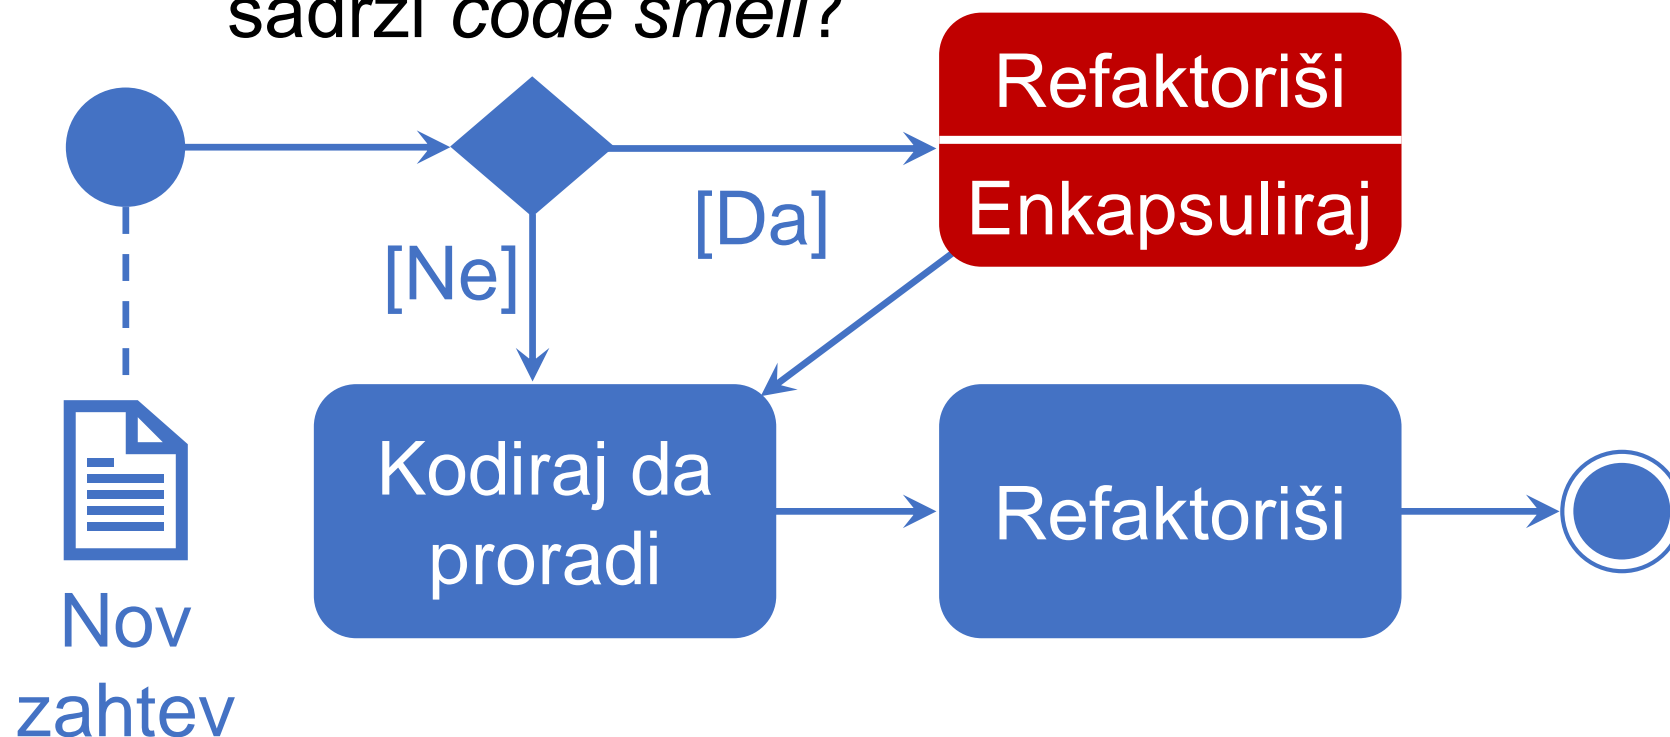 sadrži code smell?
Refaktoriši
Enkapsuliraj
[Da]
[Ne]
Kodiraj da
proradi
Refaktoriši
Nov
zahtev